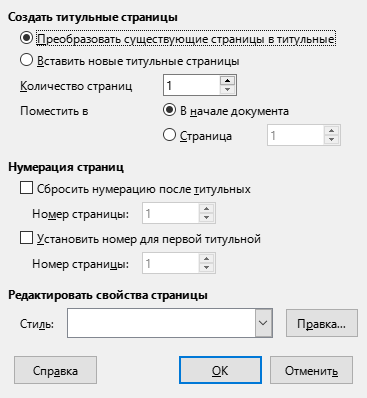 Создать титульные страницы
Преобразовать существующие страницы в титульные
Вставить новые титульные страницы
Количество страниц 1
Поместить в В начале документа
Страница 1
Нумерация страниц
Сбросить нумерацию после титульных
Номер страницы: 1
Установить номер для первой титульной
Номер страницы: 1
Редактировать свойства страницы
Стиль: Правка...
Справка OK Отменить